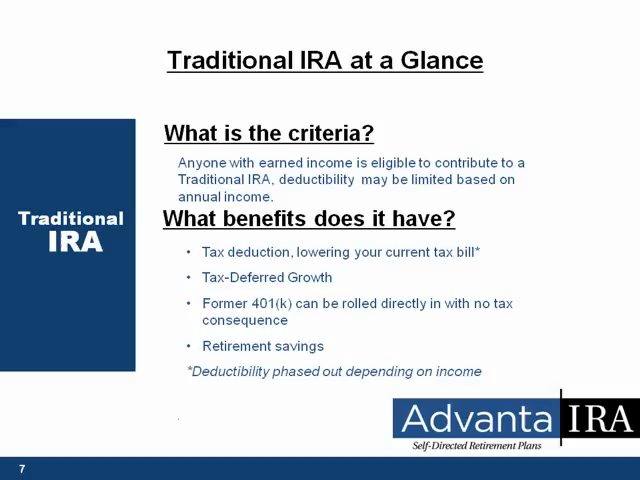 Traditional IRA at a Glance
What is the criteria?
Anyone with earned income is eligible to contribute to a
Traditional IRA, deductibility may be limited based on
annual income.
Traditional
IRA
What benefits does it have?
• Tax deduction, lowering your current tax bill*
• Tax-Deferred Growth
• Former 401(k) can be rolled directly in with no tax
consequence
• Retirement savings
*Deductibility phased out depending on income
Advanta IRA
Self-Directed Retirement Plans
7